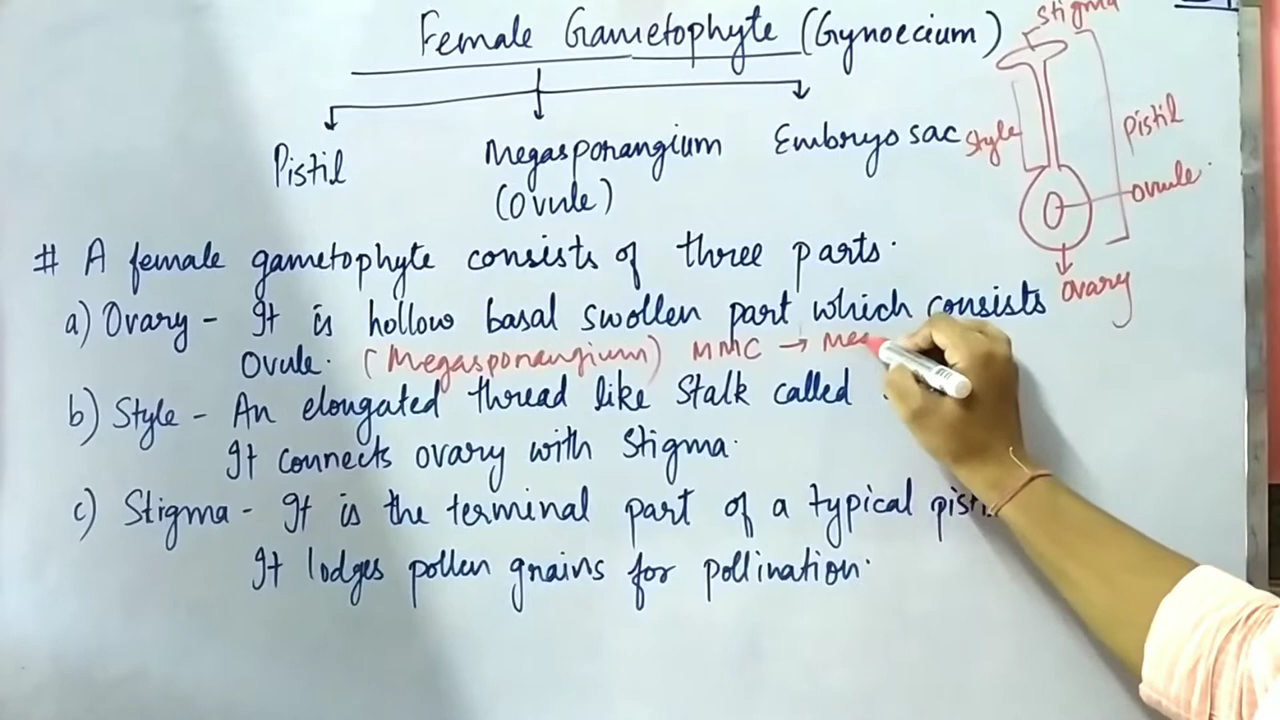 Female Gametophyte (Gynoecium)
Pistil
Megasporangium
(Ovule)
Embryo sac
# A female gametophyte consists of three parts.
a) Ovary - It is hollow basal swollen part which consists
Ovule. (Megasporangium) MMC → Meg
b) Style - An elongated thread like stalk called
It connects ovary with stigma.
c) Stigma - It is the terminal part of a typical pisti
It lodges pollen grains for pollination.
stigma
style
pistil
ovule
ovary